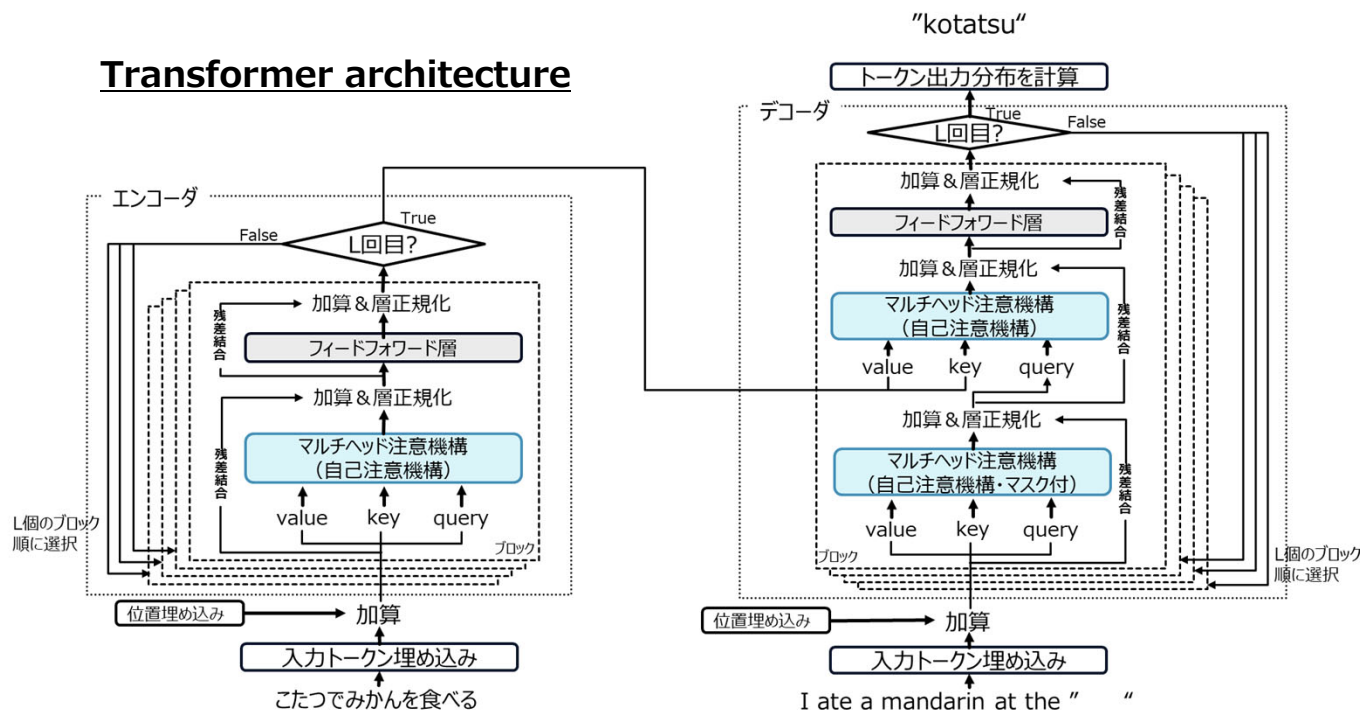 Transformer architecture
エンコーダ
True
False
L回目?
加算&層正規化
残差結合
フィードフォワード層
加算&層正規化
残差結合
マルチヘッド注意機構
(自己注意機構)
value key query
ブロック
L個のブロック
順に選択
位置埋め込み
加算
入力トークン埋め込み
こたつでみかんを食べる
”kotatsu“
トークン出力分布を計算
デコーダ
True
False
L回目?
加算&層正規化
残差結合
フィードフォワード層
加算&層正規化
マルチヘッド注意機構
(自己注意機構)
残差結合
value key query
加算&層正規化
マルチヘッド注意機構
(自己注意機構・マスク付)
残差結合
value key query
ブロック
L個のブロック
順に選択
位置埋め込み
加算
入力トークン埋め込み
I ate a mandarin at the ” “